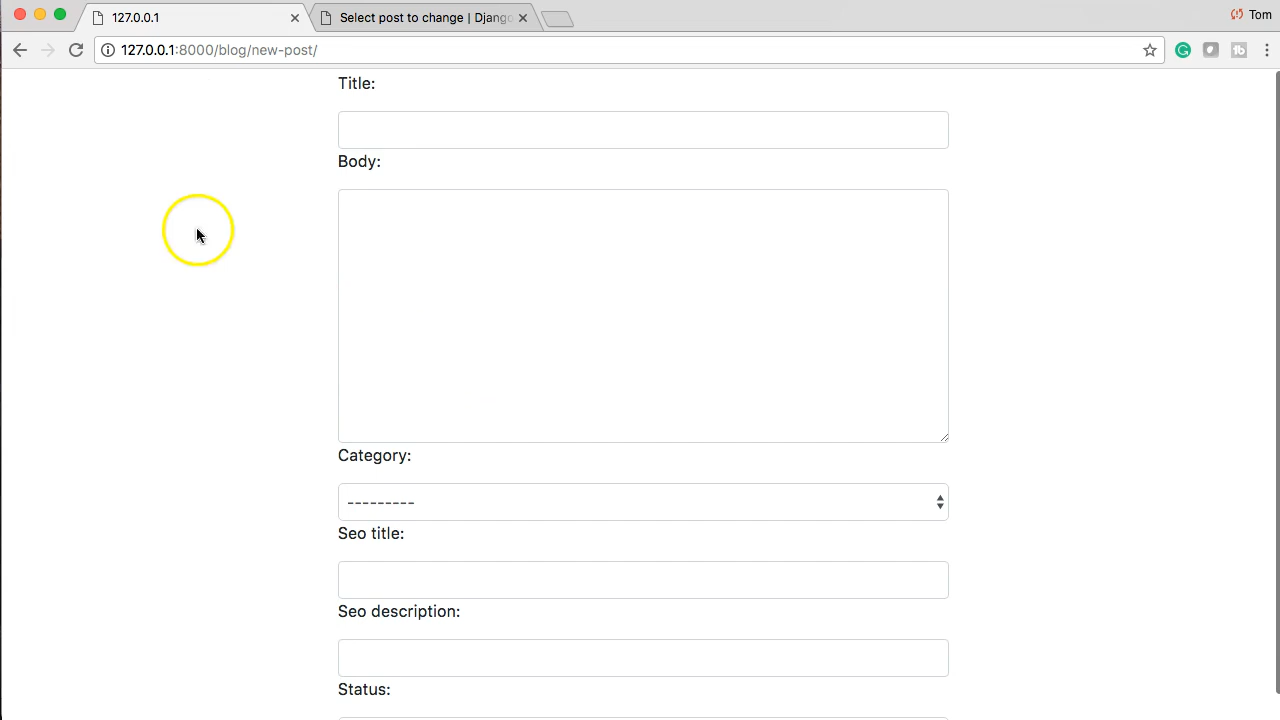 127.0.0.1
Select post to change | Django
Tom
127.0.0.1:8000/blog/new-post/
Title:
Body:
Category:
---------
Seo title:
Seo description:
Status: